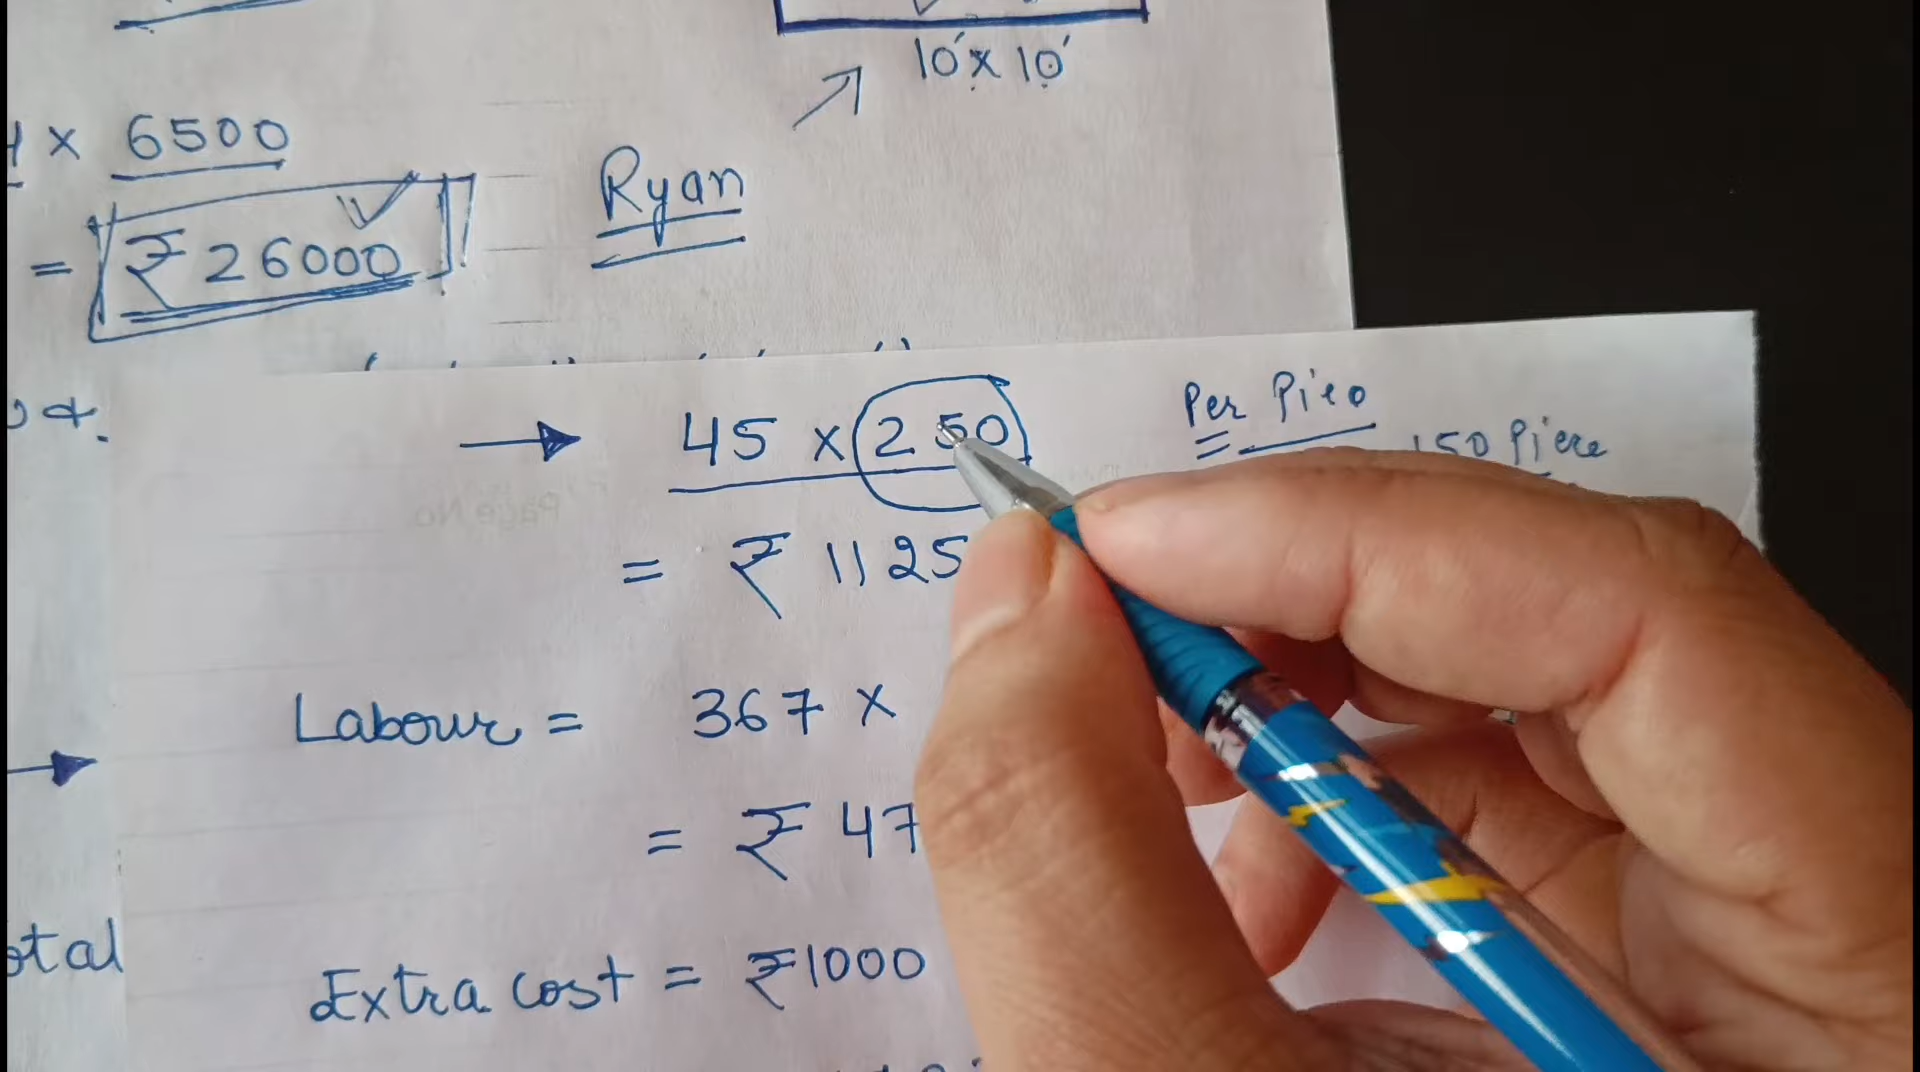 10' x 10'
x 6500
Ryan
= ₹ 26000
45 x 250
Per Piece
150 Piece
= ₹ 1125
Labour = 367 x
= ₹ 47
otal
Extra cost = ₹1000